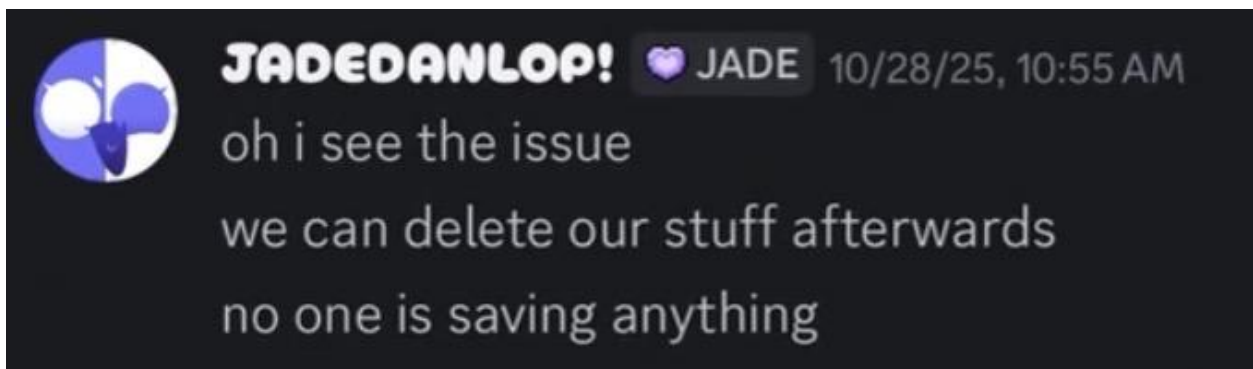 JADEDANLOP! JADE 10/28/25, 10:55 AM
oh i see the issue
we can delete our stuff afterwards
no one is saving anything